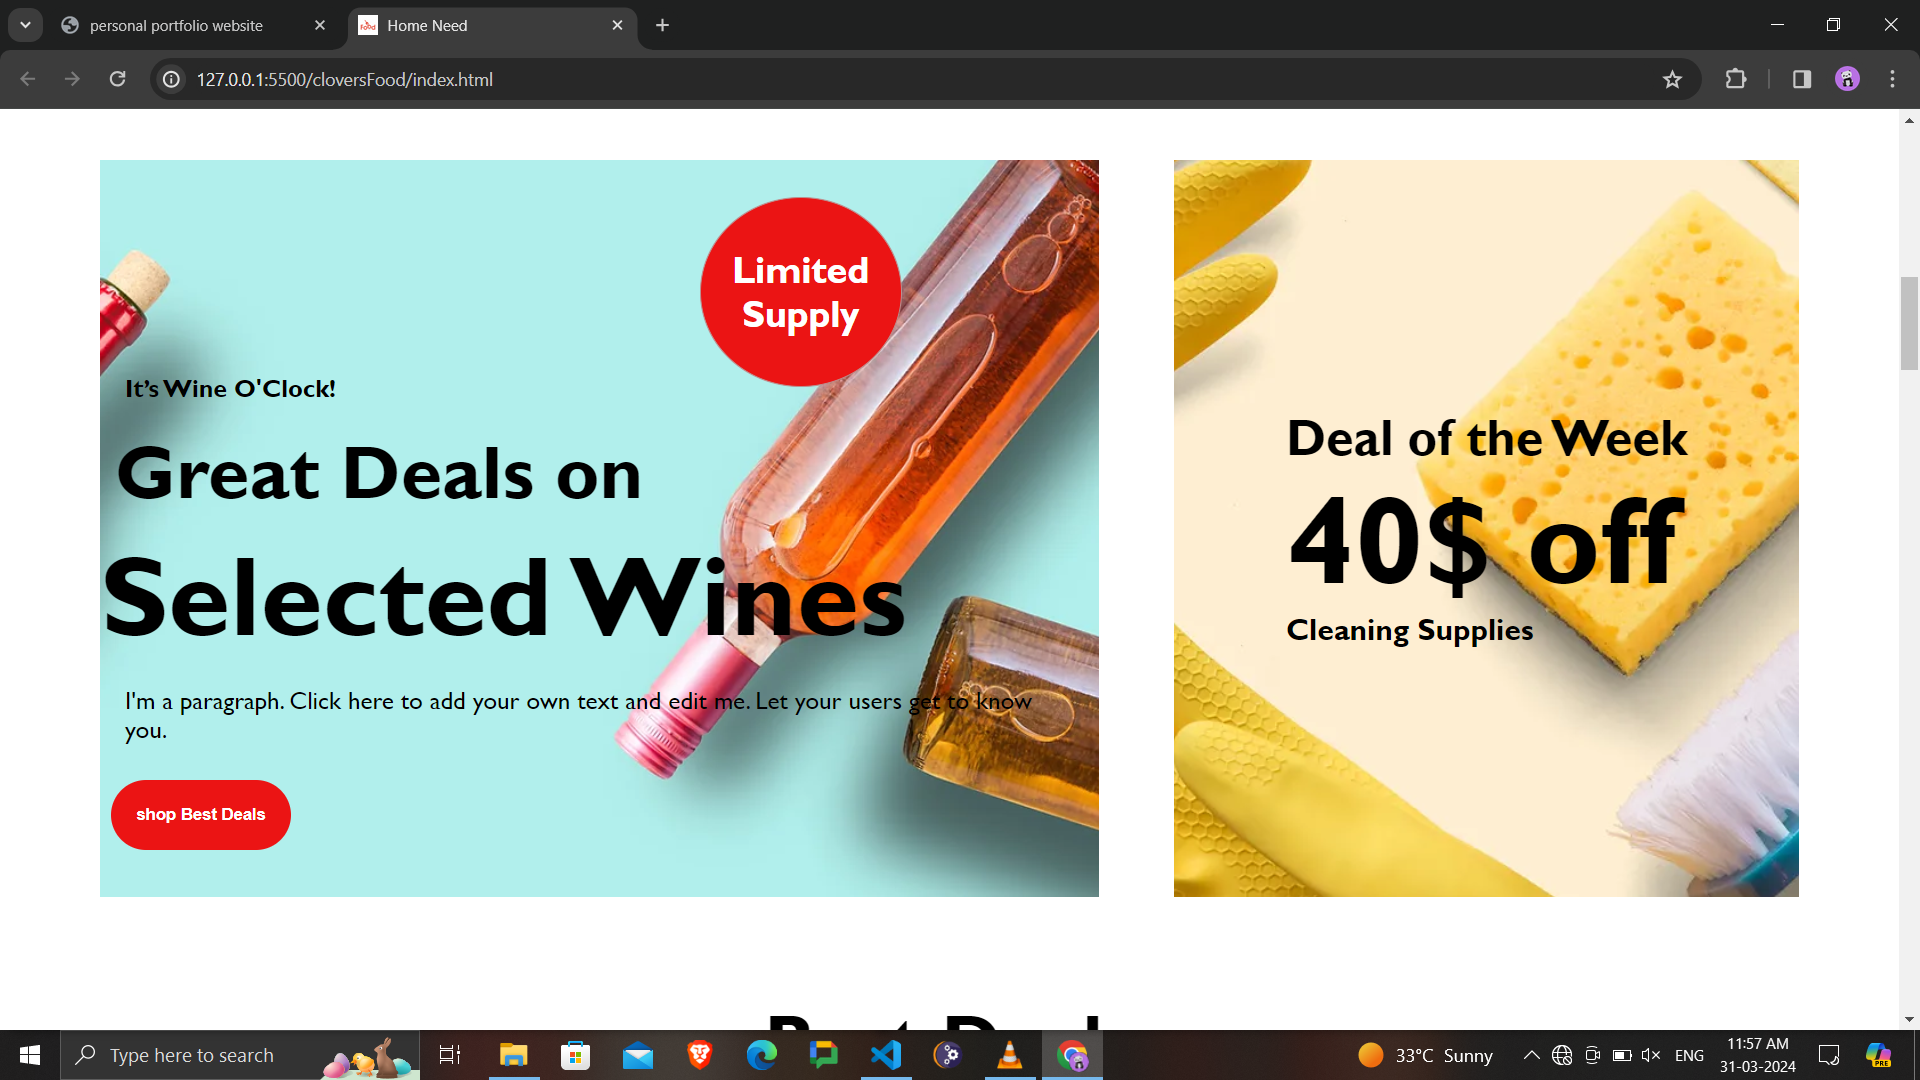 personal portfolio website
Food
Home Need
127.0.0.1:5500/cloversFood/index.html
Limited
Supply
It’s Wine O'Clock!
Great Deals on
Selected Wines
I'm a paragraph. Click here to add your own text and edit me. Let your users get to know
you.
shop Best Deals
Deal of the Week
40$ off
Cleaning Supplies
Type here to search
33°C Sunny
ENG
11:57 AM
31-03-2024
PRE